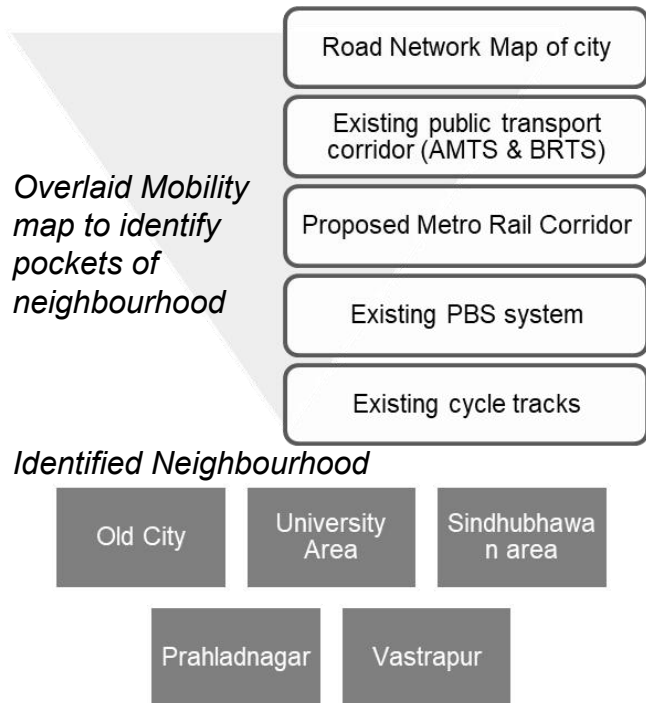 Road Network Map of city
Existing public transport
corridor (AMTS & BRTS)
Overlaid Mobility
map to identify
pockets of
neighbourhood
Proposed Metro Rail Corridor
Existing PBS system
Existing cycle tracks
Identified Neighbourhood
Old City
University
Area
Sindhubhawa
n area
Prahladnagar
Vastrapur